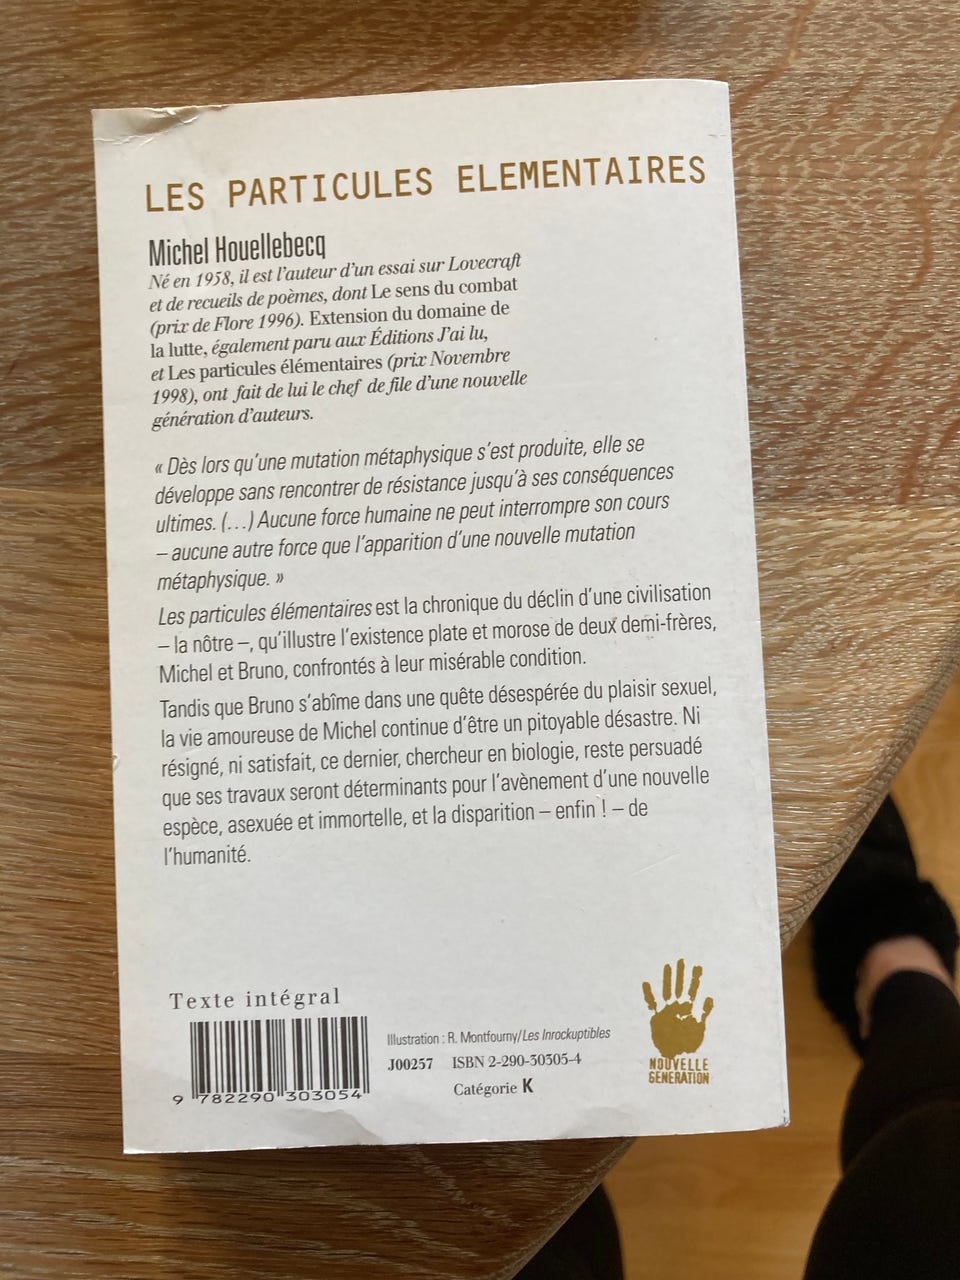 LES PARTICULES ELEMENTAIRES
Michel Houellebecq
Né en 1958, il est l'auteur d'un essai sur Lovecraft
et de recueils de poèmes, dont Le sens du combat
(prix de Flore 1996). Extension du domaine de
la lutte, également paru aux Éditions J'ai lu,
et Les particules élémentaires (prix Novembre
1998), ont fait de lui le chef de file d'une nouvelle
génération d'auteurs.
« Dès lors qu'une mutation métaphysique s'est produite, elle se
développe sans rencontrer de résistance jusqu'à ses conséquences
ultimes. (…) Aucune force humaine ne peut interrompre son cours
– aucune autre force que l'apparition d'une nouvelle mutation
métaphysique. »
Les particules élémentaires est la chronique du déclin d'une civilisation
– la nôtre –, qu'illustre l'existence plate et morose de deux demi-frères,
Michel et Bruno, confrontés à leur misérable condition.
Tandis que Bruno s'abîme dans une quête désespérée du plaisir sexuel,
la vie amoureuse de Michel continue d'être un pitoyable désastre. Ni
résigné, ni satisfait, ce dernier, chercheur en biologie, reste persuadé
que ses travaux seront déterminants pour l'avènement d'une nouvelle
espèce, asexuée et immortelle, et la disparition – enfin ! – de
l'humanité.
Texte intégral
9 782290 303054
Illustration : R. Montfourny/Les Inrockuptibles
J00257 ISBN 2-290-30305-4
Catégorie K
NOUVELLE
GENERATION